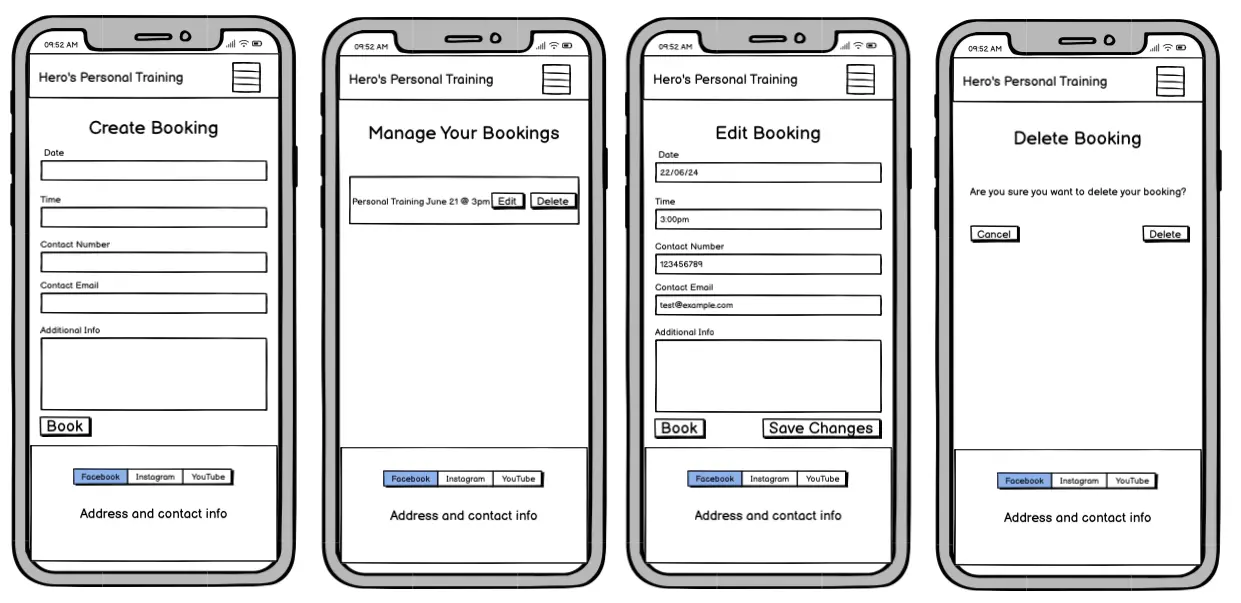 09:52 AM
Hero's Personal Training
Create Booking
Date
Time
Contact Number
Contact Email
Additional Info
Book
Facebook Instagram YouTube
Address and contact info
09:52 AM
Hero's Personal Training
Manage Your Bookings
Personal Training June 21 @ 3pm Edit Delete
Facebook Instagram YouTube
Address and contact info
09:52 AM
Hero's Personal Training
Edit Booking
Date
22/06/24
Time
3:00pm
Contact Number
123456789
Contact Email
test@example.com
Additional Info
Book Save Changes
Facebook Instagram YouTube
Address and contact info
09:52 AM
Hero's Personal Training
Delete Booking
Are you sure you want to delete your booking?
Cancel Delete
Facebook Instagram YouTube
Address and contact info